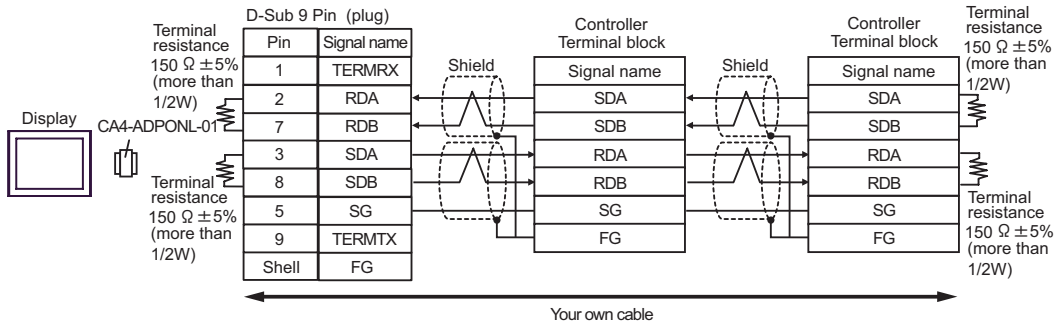 D-Sub 9 Pin (plug)
Terminal
resistance
150 Ω ±5%
(more than
1/2W)
Display
CA4-ADPONL-01
Terminal
resistance
150 Ω ±5%
(more than
1/2W)
Pin Signal name
1 TERMRX
2 RDA
7 RDB
3 SDA
8 SDB
5 SG
9 TERMTX
Shell FG
Shield
Controller
Terminal block
Signal name
SDA
SDB
RDA
RDB
SG
FG
Shield
Controller
Terminal block
Signal name
SDA
SDB
RDA
RDB
SG
FG
Terminal
resistance
150 Ω ±5%
(more than
1/2W)
Terminal
resistance
150 Ω ±5%
(more than
1/2W)
Your own cable